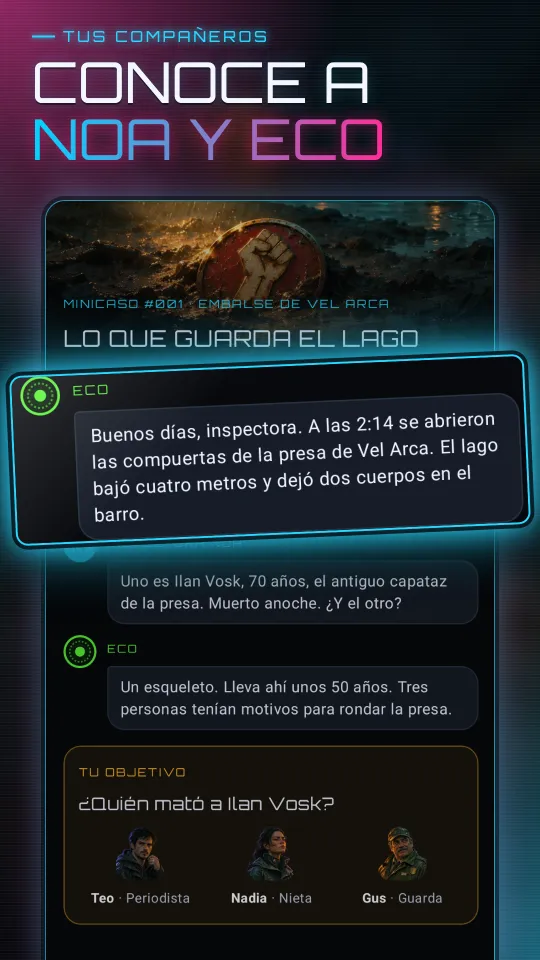 TUS COMPAÑEROS
CONOCE A
NOA Y ECO
MINICASO #001 · EMBALSE DE VEL ARCA
LO QUE GUARDA EL LAGO
ECO
Buenos días, inspectora. A las 2:14 se abrieron
las compuertas de la presa de Vel Arca. El lago
bajó cuatro metros y dejó dos cuerpos en el
barro.
Uno es Ilan Vosk, 70 años, el antiguo capataz
de la presa. Muerto anoche. ¿Y el otro?
ECO
Un esqueleto. Lleva ahí unos 50 años. Tres
personas tenían motivos para rondar la presa.
TU OBJETIVO
¿Quién mató a Ilan Vosk?
Teo · Periodista
Nadia · Nieta
Gus · Guarda